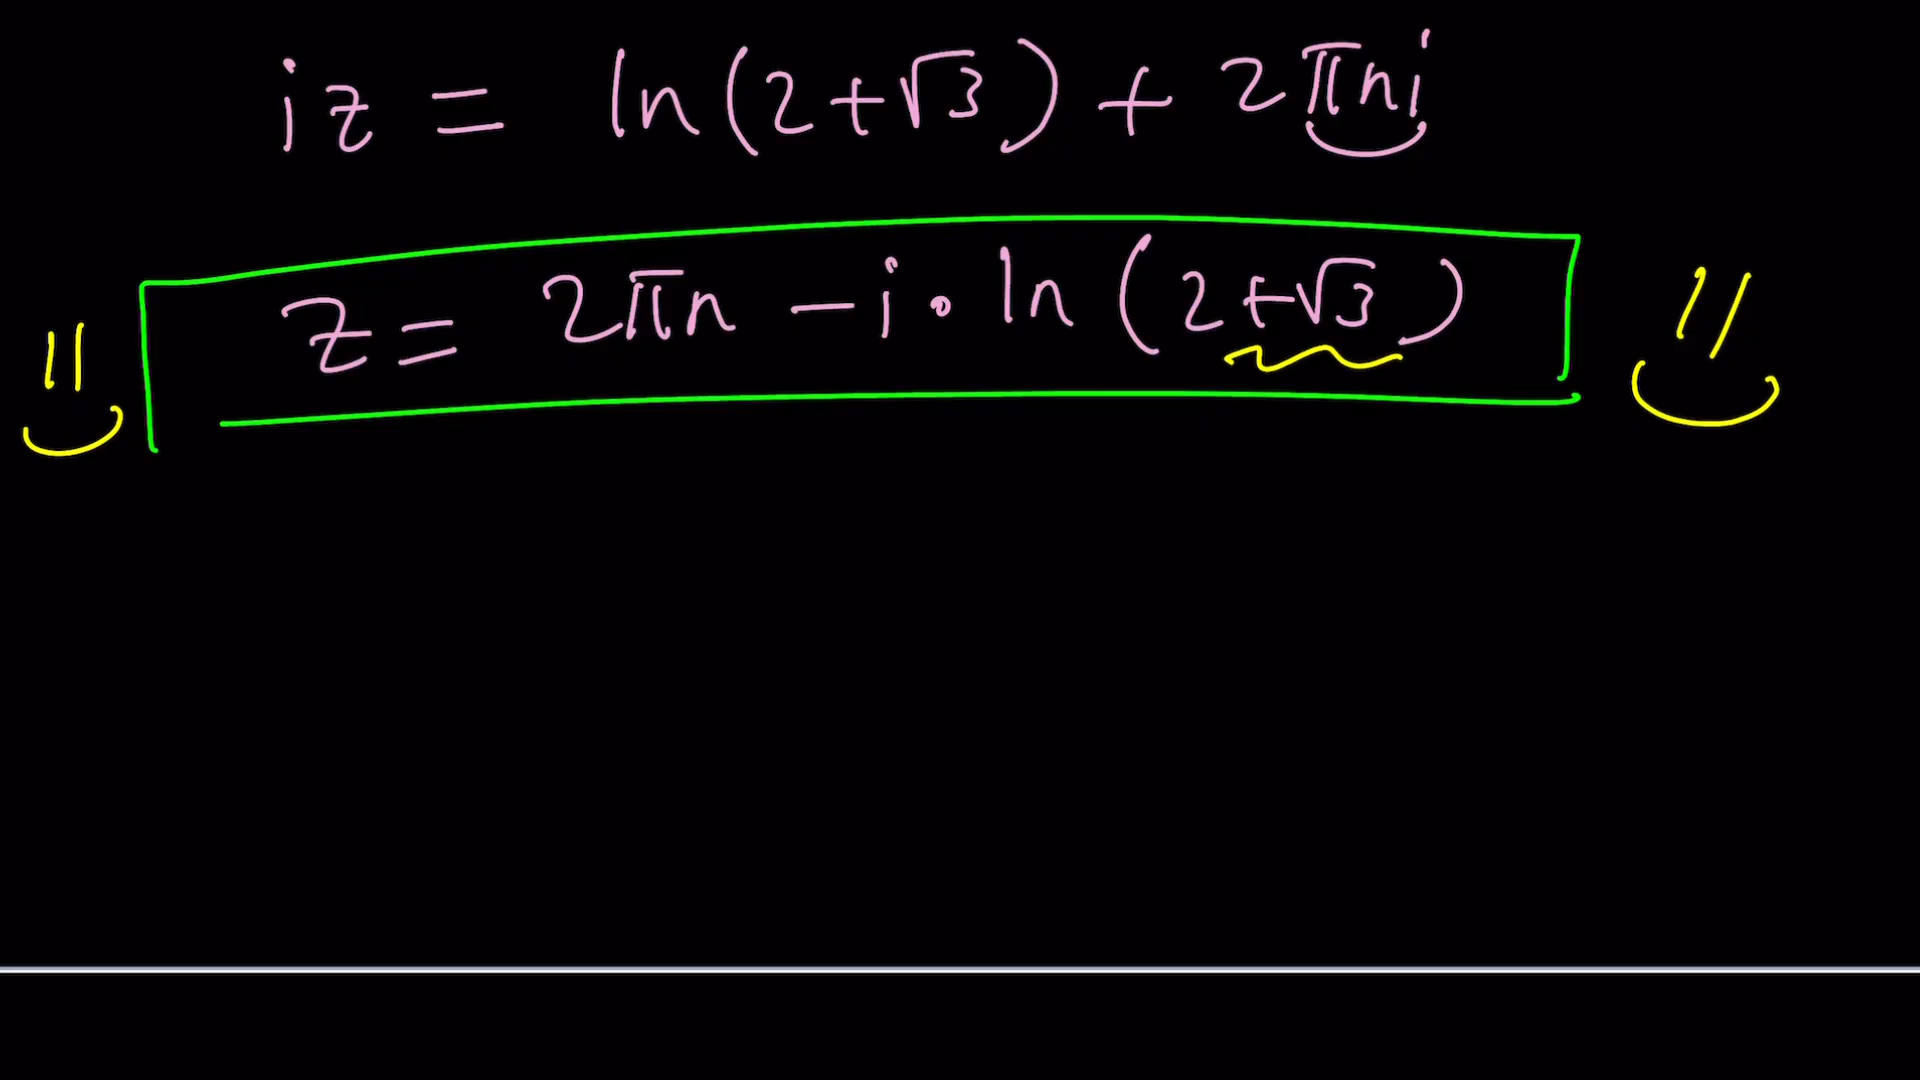 iz = ln(2+√3) + 2πni
z = 2πn − i • ln(2+√3)